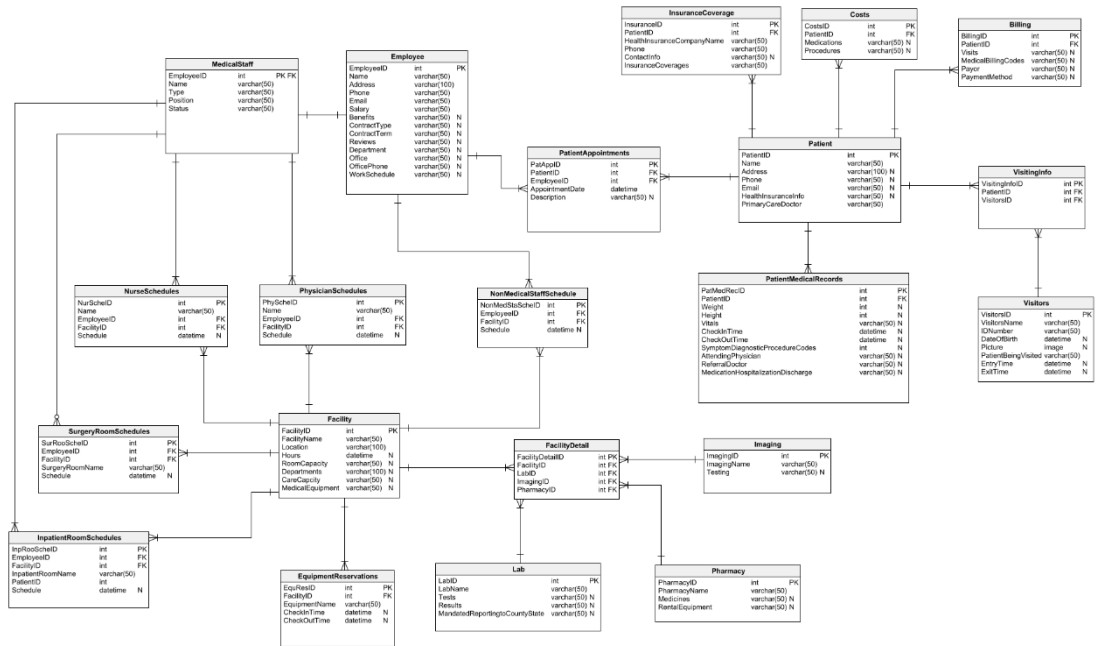 InsuranceCoverage
InsuranceID int PK
PatientID int FK
HealthInsuranceCompanyName varchar(50)
Phone varchar(50)
ContactInfo varchar(50) N
InsuranceCoverages varchar(50)
Costs
CostsID int PK
PatientID int FK
Medications varchar(50) N
Procedures varchar(50) N
Billing
BillingID int PK
PatientID int FK
Visits varchar(50) N
MedicalBillingCodes varchar(50) N
Payor varchar(50) N
PaymentMethod varchar(50) N
MedicalStaff
EmployeeID int PK FK
Name varchar(50)
Type varchar(50)
Position varchar(50)
Status varchar(50)
Employee
EmployeeID int PK
Name varchar(50)
Address varchar(100)
Phone varchar(50)
Email varchar(50)
Salary varchar(50)
Benefits varchar(50) N
ContractType varchar(50) N
ContractTerm varchar(50) N
Reviews varchar(50) N
Department varchar(50) N
Office varchar(50) N
OfficePhone varchar(50) N
WorkSchedule varchar(50) N
PatientAppointments
PatAppID int PK
PatientID int FK
EmployeeID int FK
AppointmentDate datetime
Description varchar(50) N
Patient
PatientID int PK
Name varchar(50)
Address varchar(100) N
Phone varchar(50) N
Email varchar(50) N
HealthInsuranceInfo varchar(50) N
PrimaryCareDoctor varchar(50)
VisitingInfo
VisitingInfoID int PK
PatientID int FK
VisitorsID int FK
NurseSchedules
NurScheID int PK
Name varchar(50)
EmployeeID int FK
FacilityID int FK
Schedule datetime N
PhysicianSchedules
PhyScheID int PK
Name varchar(50)
EmployeeID int FK
FacilityID int FK
Schedule datetime N
NonMedicalStaffSchedule
NonMedStaScheID int PK
EmployeeID int FK
FacilityID int FK
Schedule datetime N
PatientMedicalRecords
PatMedRecID int PK
PatientID int FK
Weight int N
Height int N
Vitals varchar(50) N
CheckInTime datetime N
CheckOutTime datetime N
SymptomDiagnosticProcedureCodes int N
AttendingPhysician varchar(50) N
ReferralDoctor varchar(50) N
MedicationHospitalizationDischarge varchar(50) N
Visitors
VisitorsID int PK
VisitorsName varchar(50)
IDNumber varchar(50)
DateOfBirth datetime N
Picture image N
PatientBeingVisited varchar(50)
EntryTime datetime N
ExitTime datetime N
SurgeryRoomSchedules
SurRooScheID int PK
EmployeeID int FK
FacilityID int FK
SurgeryRoomName varchar(50)
Schedule datetime N
Facility
FacilityID int PK
FacilityName varchar(50)
Location varchar(100)
Hours datetime N
RoomCapacity varchar(50) N
Departments varchar(100) N
CareCapcity varchar(50) N
MedicalEquipment varchar(50) N
FacilityDetail
FacilityDetailID int PK
FacilityID int FK
LabID int FK
ImagingID int FK
PharmacyID int FK
Imaging
ImagingID int PK
ImagingName varchar(50)
Testing varchar(50) N
InpatientRoomSchedules
InpRooScheID int PK
EmployeeID int FK
FacilityID int FK
InpatientRoomName varchar(50)
PatientID int
Schedule datetime N
EquipmentReservations
EquResID int PK
FacilityID int FK
EquipmentName varchar(50)
CheckInTime datetime N
CheckOutTime datetime N
Lab
LabID int PK
LabName varchar(50)
Tests varchar(50) N
Results varchar(50) N
MandatedReportingtoCountyState varchar(50) N
Pharmacy
PharmacyID int PK
PharmacyName varchar(50)
Medicines varchar(50) N
RentalEquipment varchar(50) N